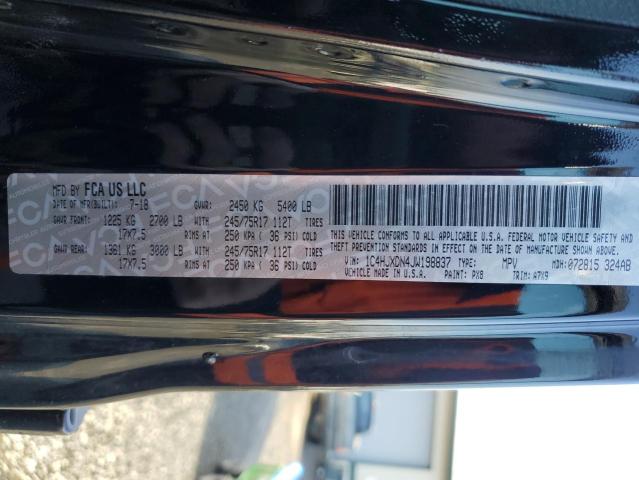 MFD BY FCA US LLC
DATE OF MFR(BUILT): 7-18 GVWR: 2450 KG 5400 LB
GAWR FRONT: 1225 KG 2700 LB WITH 245/75R17 112T TIRES
17X7.5 RIMS AT 250 KPA ( 36 PSI) COLD
GAWR REAR: 1361 KG 3000 LB WITH 245/75R17 112T TIRES
17X7.5 RIMS AT 250 KPA ( 36 PSI) COLD
THIS VEHICLE CONFORMS TO ALL APPLICABLE U.S.A. FEDERAL MOTOR VEHICLE SAFETY AND
THEFT PREVENTION STANDARDS IN EFFECT ON THE DATE OF MANUFACTURE SHOWN ABOVE.
VIN: 1C4HJXDN4JW198837 TYPE: MPV MDH: 072815 324AB
VEHICLE MADE IN U.S.A. PAINT: PX8 TRIM: A7X9